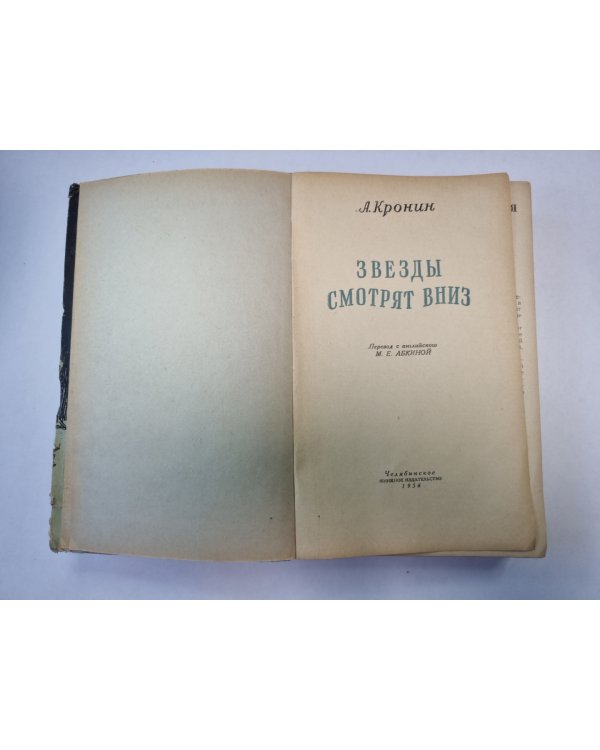 А. Кронин
ЗВЕЗДЫ
СМОТРЯТ ВНИЗ
Перевод с английского
М. Е. АБКИНОЙ
Челябинское
КНИЖНОЕ ИЗДАТЕЛЬСТВО
1954
Я